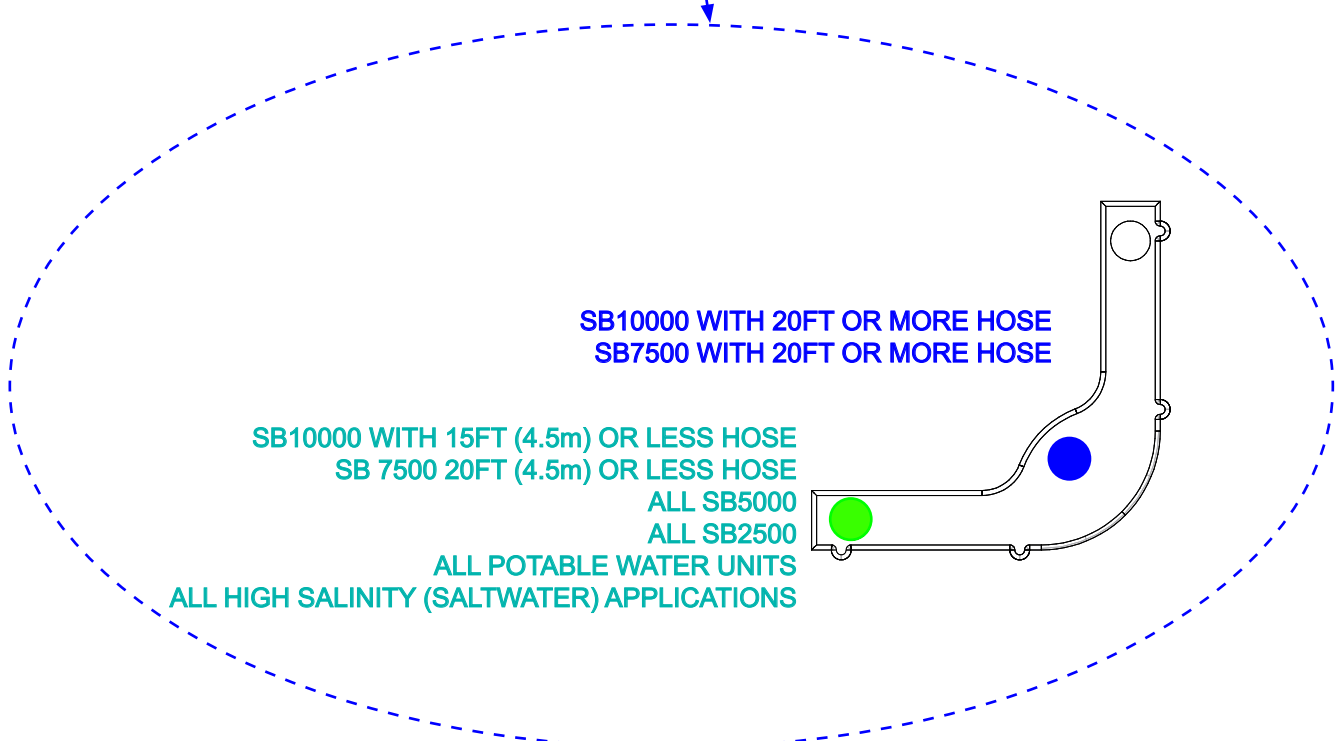 SB10000 WITH 20FT OR MORE HOSE
SB7500 WITH 20FT OR MORE HOSE
SB10000 WITH 15FT (4.5m) OR LESS HOSE
SB 7500 20FT (4.5m) OR LESS HOSE
ALL SB5000
ALL SB2500
ALL POTABLE WATER UNITS
ALL HIGH SALINITY (SALTWATER) APPLICATIONS